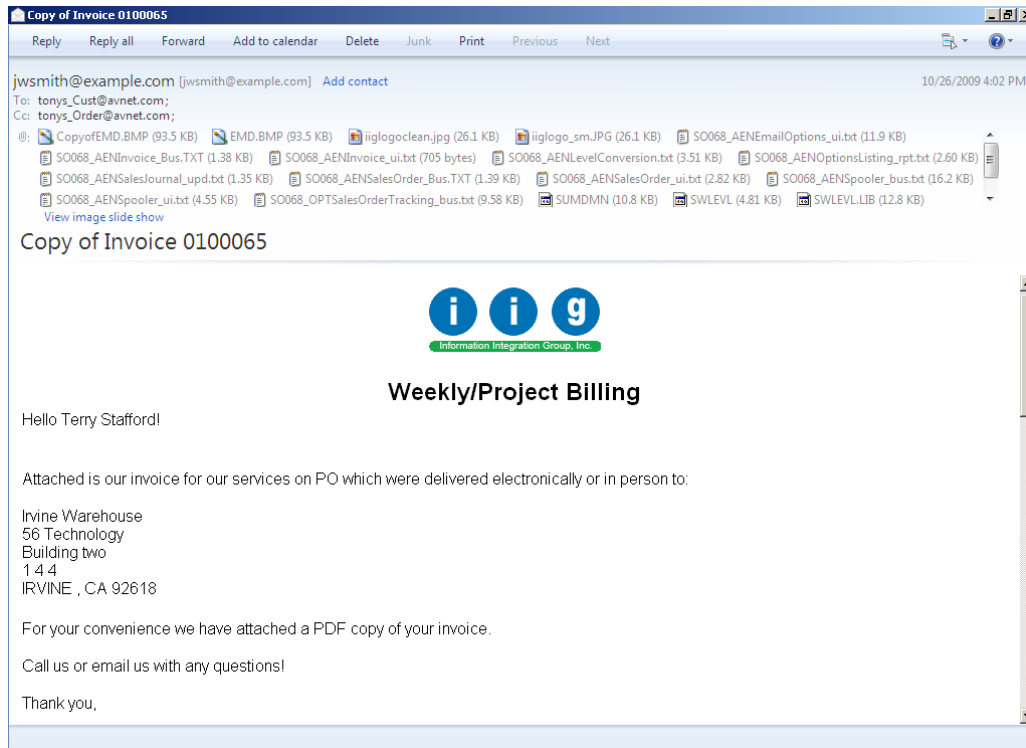 Copy of Invoice 0100065
Reply Reply all Forward Add to calendar Delete Junk Print Previous Next
jwsmith@example.com [jwsmith@example.com] Add contact 10/26/2009 4:02 PM
To: tonys_Cust@avnet.com;
Cc: tonys_Order@avnet.com;
CopyofEMD.BMP (93.5 KB) EMD.BMP (93.5 KB) iiglogoclean.jpg (26.1 KB) iiglogo_sm.JPG (26.1 KB) SO068_AENEmailOptions_ui.txt (11.9 KB)
SO068_AENInvoice_Bus.TXT (1.38 KB) SO068_AENInvoice_ui.txt (705 bytes) SO068_AENLevelConversion.txt (3.51 KB) SO068_AENOptionsListing_rpt.txt (2.60 KB)
SO068_AENSalesJournal_upd.txt (1.35 KB) SO068_AENSalesOrder_Bus.TXT (1.39 KB) SO068_AENSalesOrder_ui.txt (2.82 KB) SO068_AENSpooler_bus.txt (16.2 KB)
SO068_AENSpooler_ui.txt (4.55 KB) SO068_OPTSalesOrderTracking_bus.txt (9.58 KB) SUMDMN (10.8 KB) SWLEVL (4.81 KB) SWLEVL.LIB (12.8 KB)
View image slide show
Copy of Invoice 0100065
i i g
Information Integration Group, Inc.
Weekly/Project Billing
Hello Terry Stafford!
Attached is our invoice for our services on PO which were delivered electronically or in person to:
Irvine Warehouse
56 Technology
Building two
1 4 4
IRVINE , CA 92618
For your convenience we have attached a PDF copy of your invoice.
Call us or email us with any questions!
Thank you,